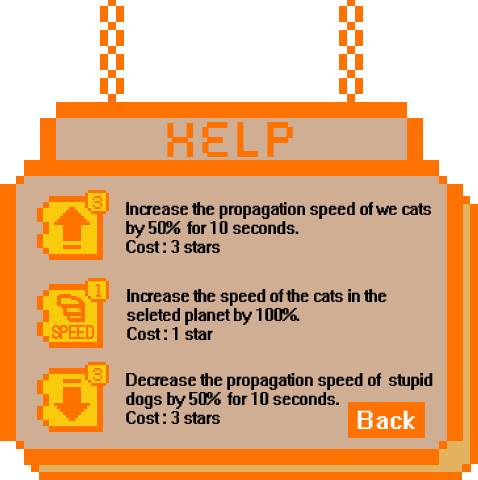 HELP
3
Increase the propagation speed of we cats
by 50% for 10 seconds.
Cost : 3 stars
1
SPEED
Increase the speed of the cats in the
seleted planet by 100%.
Cost : 1 star
3
Decrease the propagation speed of stupid
dogs by 50% for 10 seconds.
Cost : 3 stars
Back